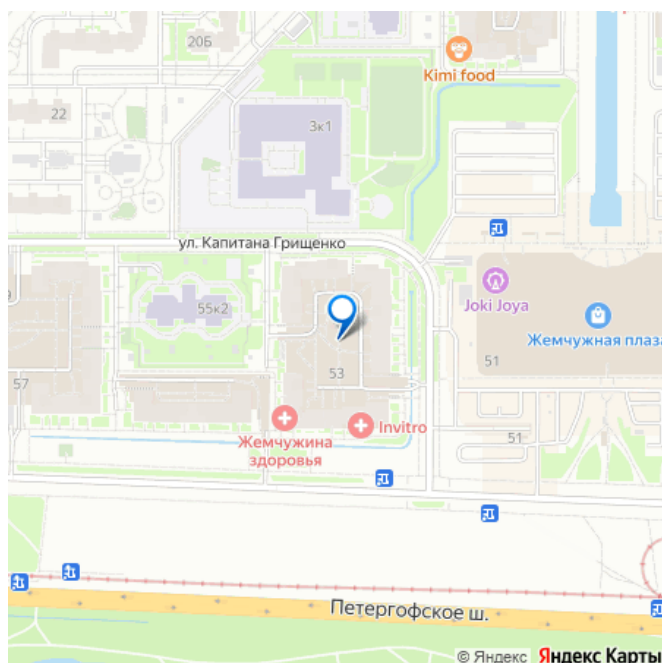 20Б
Kimi food
22
3к1
ул. Капитана Грищенко
Joki Joya
55к2
Жемчужная плаза
51
57
53
Invitro
Жемчужина
здоровья
51
Петергофское ш.
© Яндекс Яндекс Карты